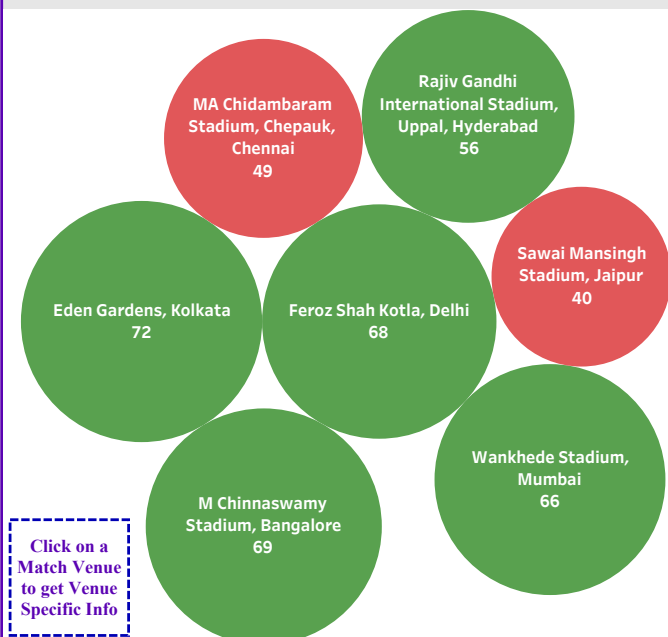 Rajiv Gandhi
International Stadium,
Uppal, Hyderabad
56
MA Chidambaram
Stadium, Chepauk,
Chennai
49
Sawai Mansingh
Stadium, Jaipur
40
Eden Gardens, Kolkata
72
Feroz Shah Kotla, Delhi
68
Wankhede Stadium,
Mumbai
66
M Chinnaswamy
Stadium, Bangalore
69
Click on a
Match Venue
to get Venue
Specific Info